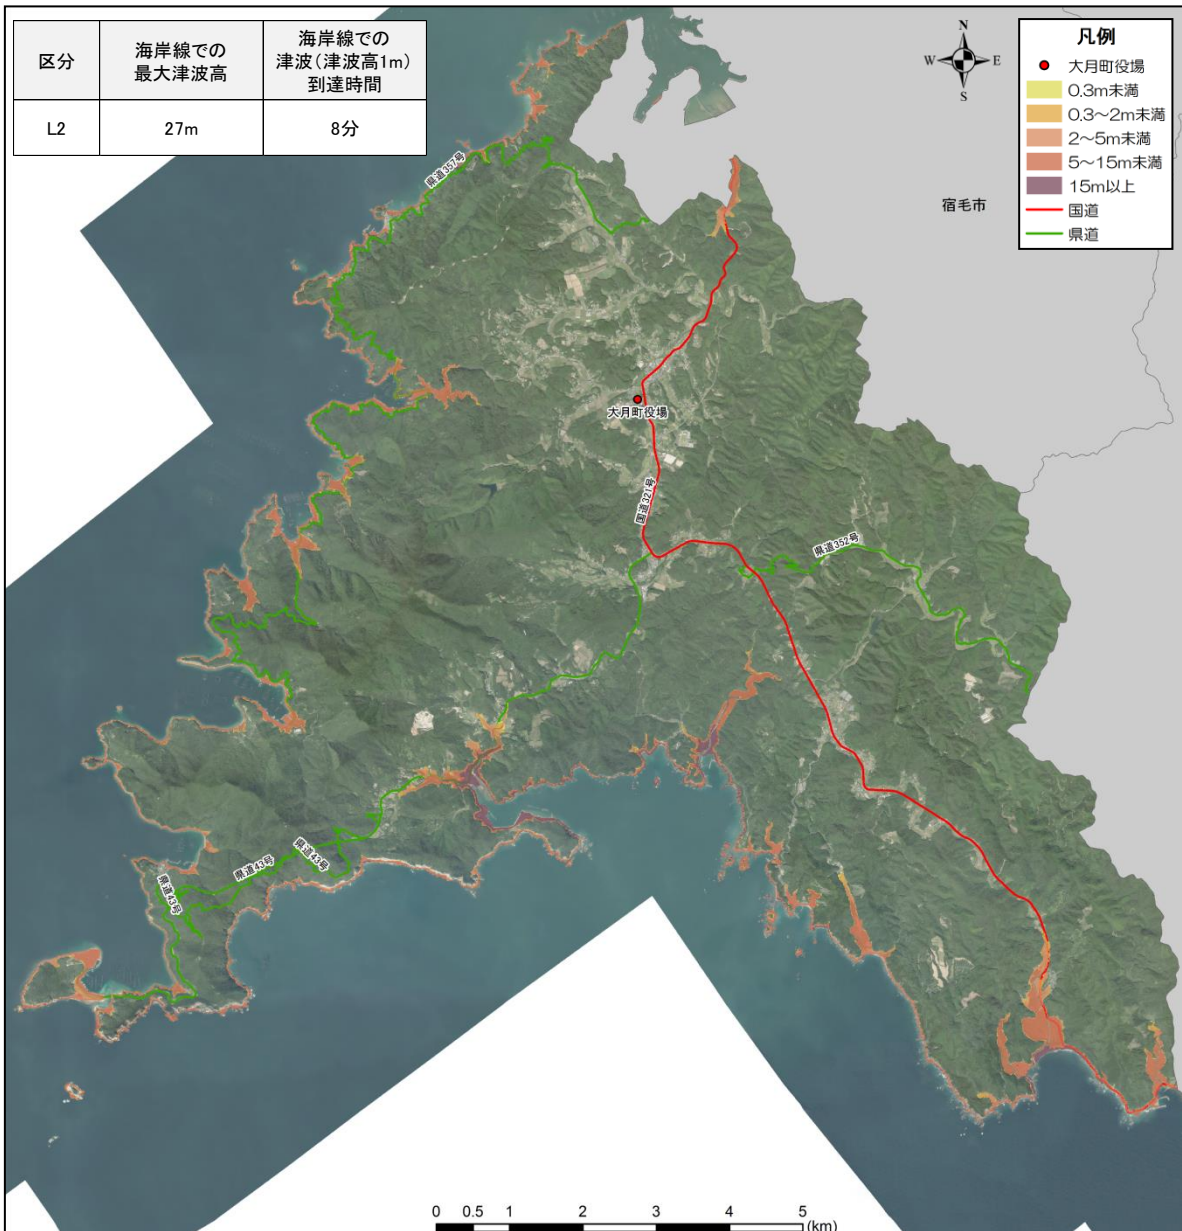 区分
海岸線での
最大津波高
海岸線での
津波(津波高1m)
到達時間
L2
27m
8分
N
W
E
S
凡例
大月町役場
0.3m未満
0.3～2m未満
2～5m未満
5～15m未満
15m以上
国道
県道
宿毛市
県道357号
大月町役場
国道321号
県道352号
県道43号
県道43号
県道43号
0 0.5 1 2 3 4 5
(km)